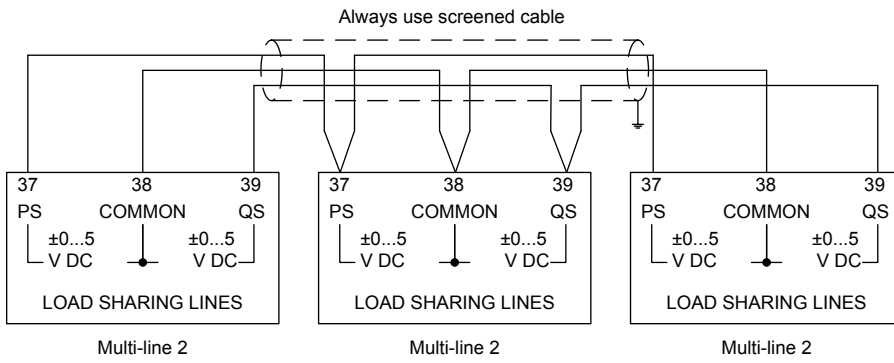 Always use screened cable
37 38 39 37 38 39 37 38 39
PS COMMON QS PS COMMON QS PS COMMON QS
±0...5 ±0...5 ±0...5 ±0...5 ±0...5 ±0...5
V DC V DC V DC V DC V DC V DC
LOAD SHARING LINES LOAD SHARING LINES LOAD SHARING LINES
Multi-line 2 Multi-line 2 Multi-line 2